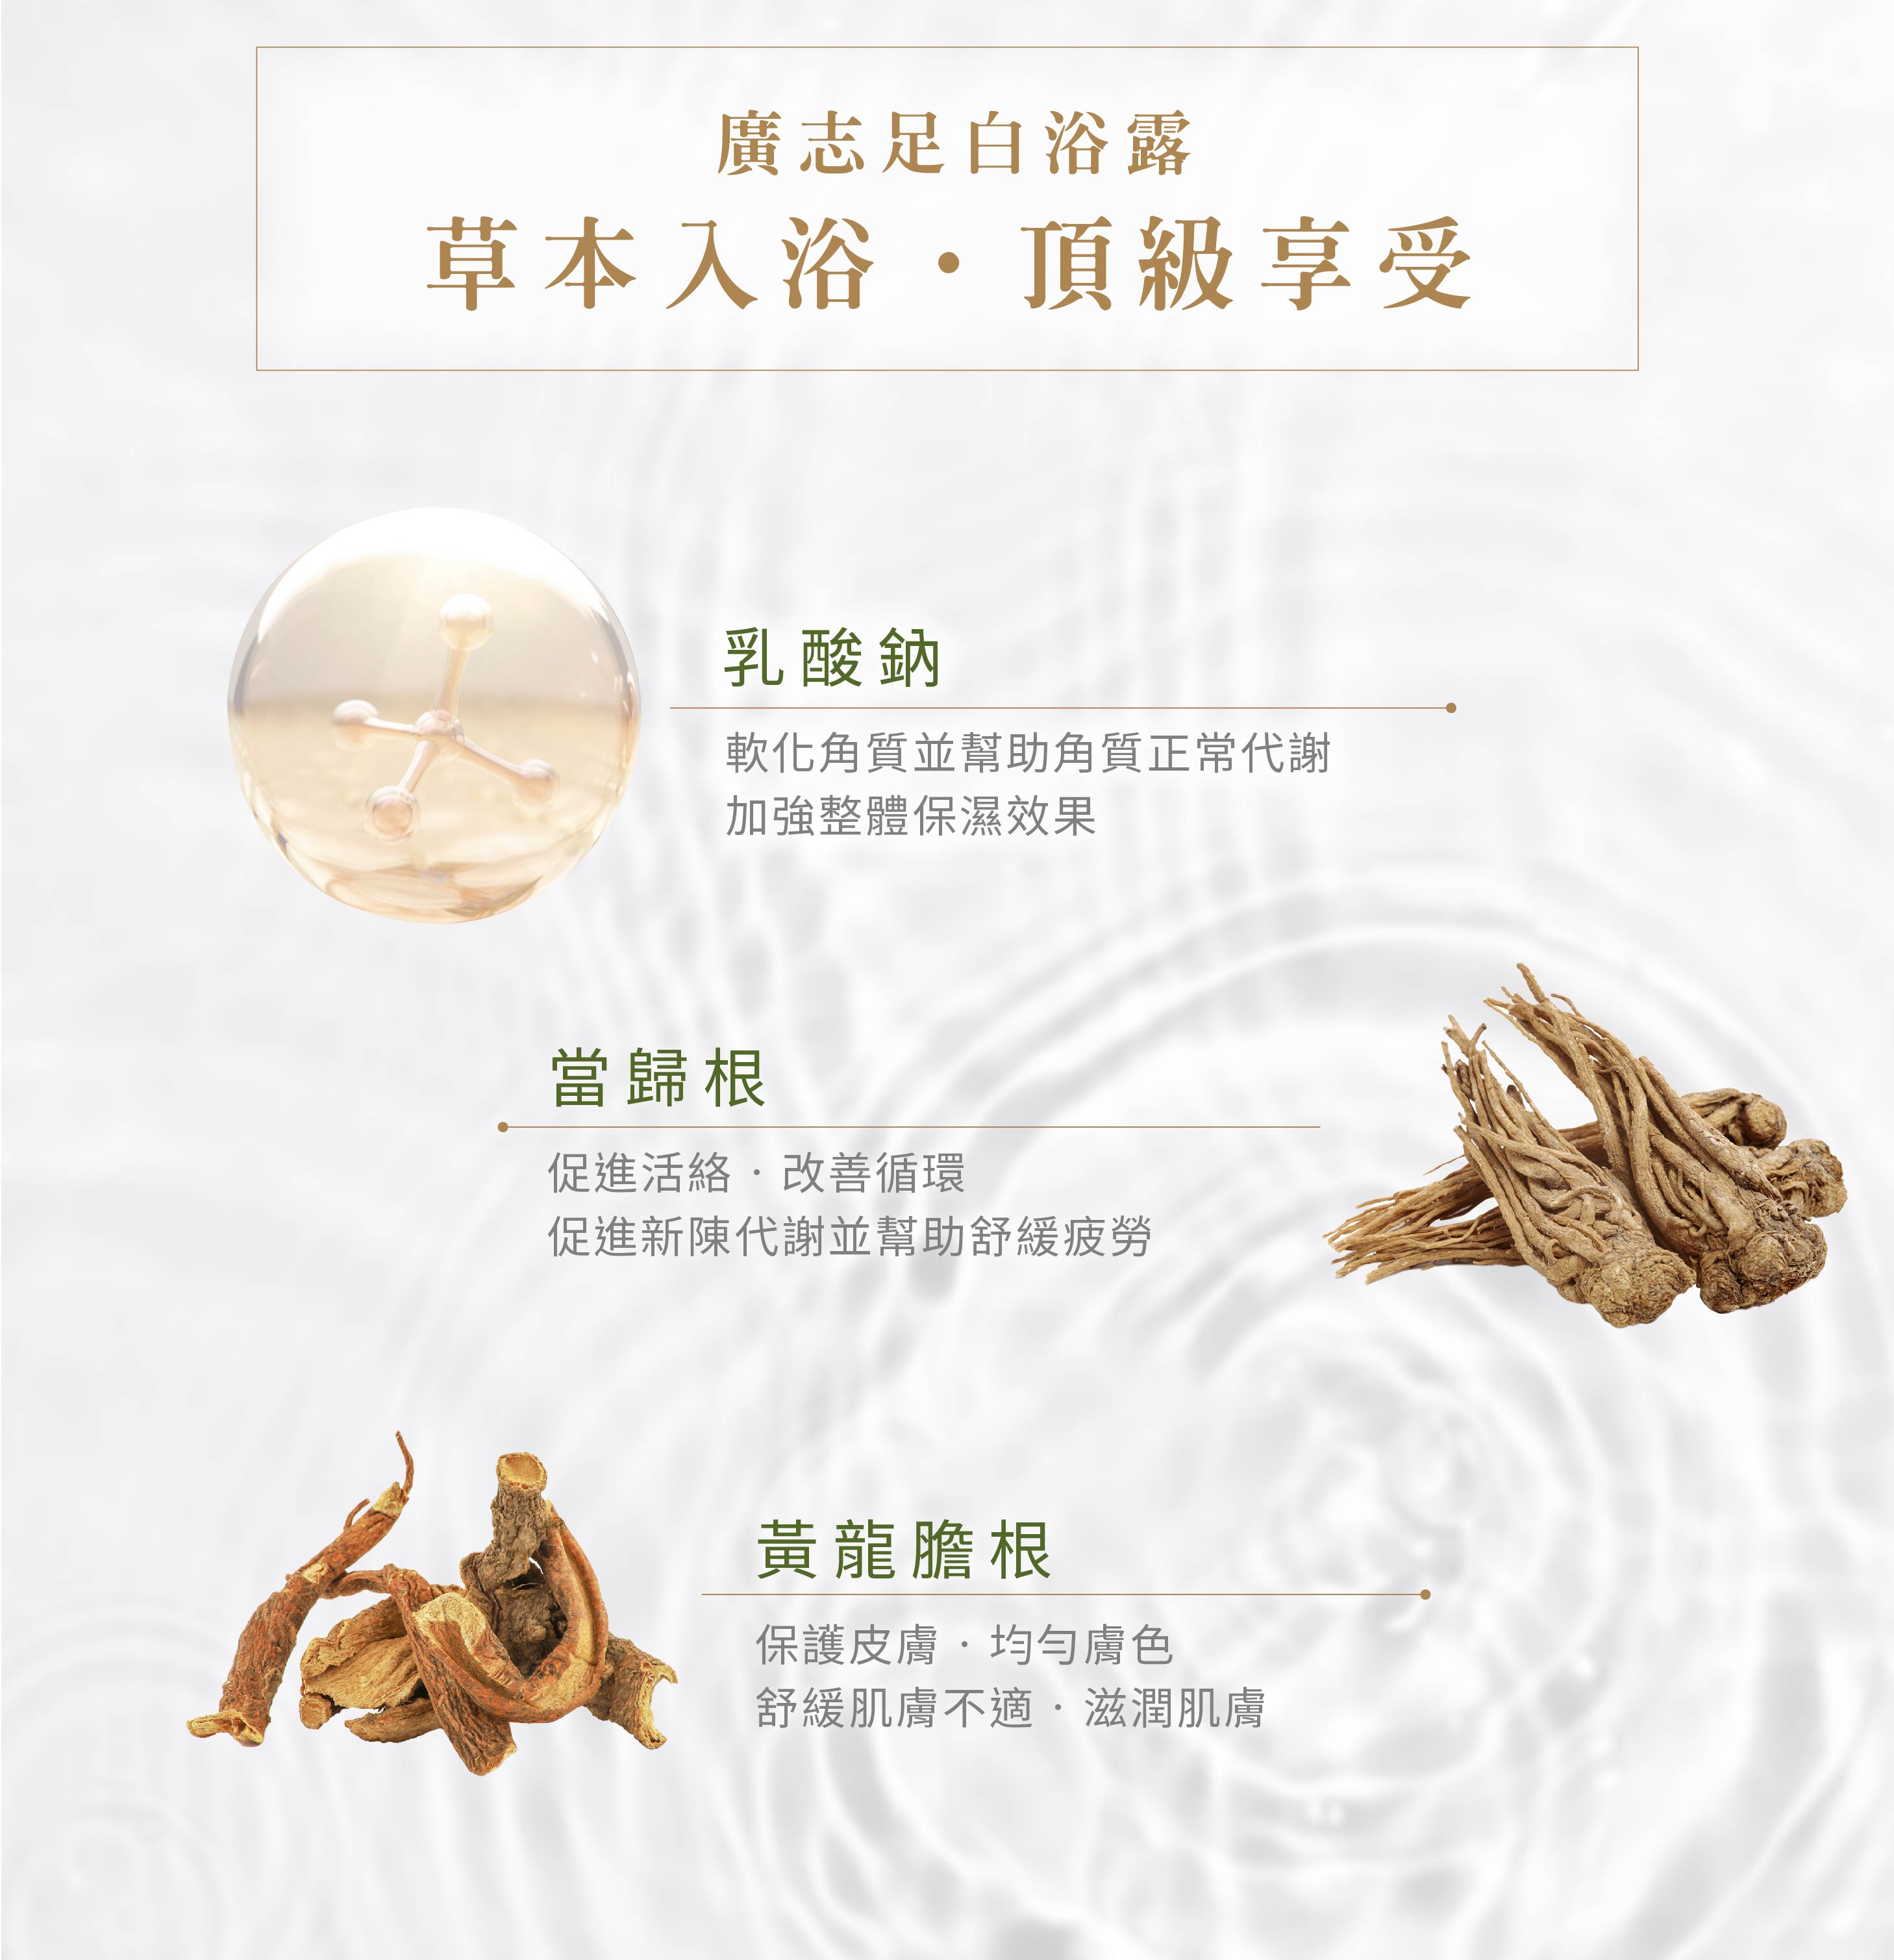 廣志足白浴露
草本入浴・頂級享受
乳酸鈉
軟化角質並幫助角質正常代謝
加強整體保濕效果
當歸根
促進活絡・改善循環
促進新陳代謝並幫助舒緩疲勞
黃龍膽根
保護皮膚・均勻膚色
舒緩肌膚不適・滋潤肌膚